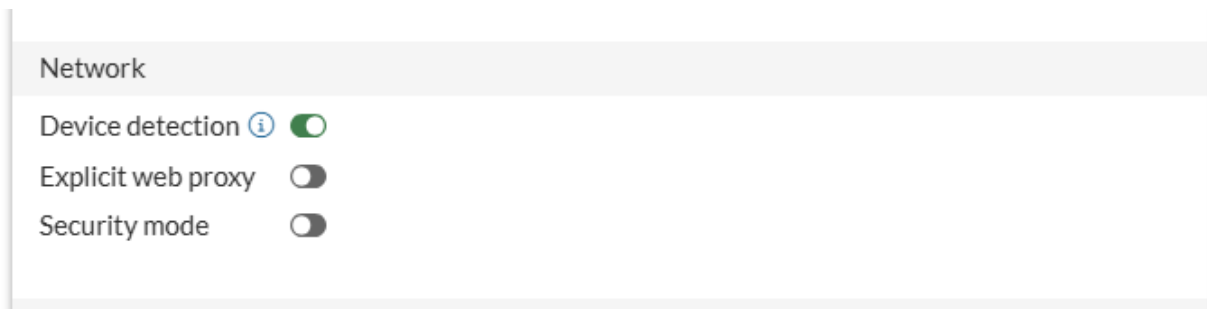 Network
Device detection
Explicit web proxy
Security mode